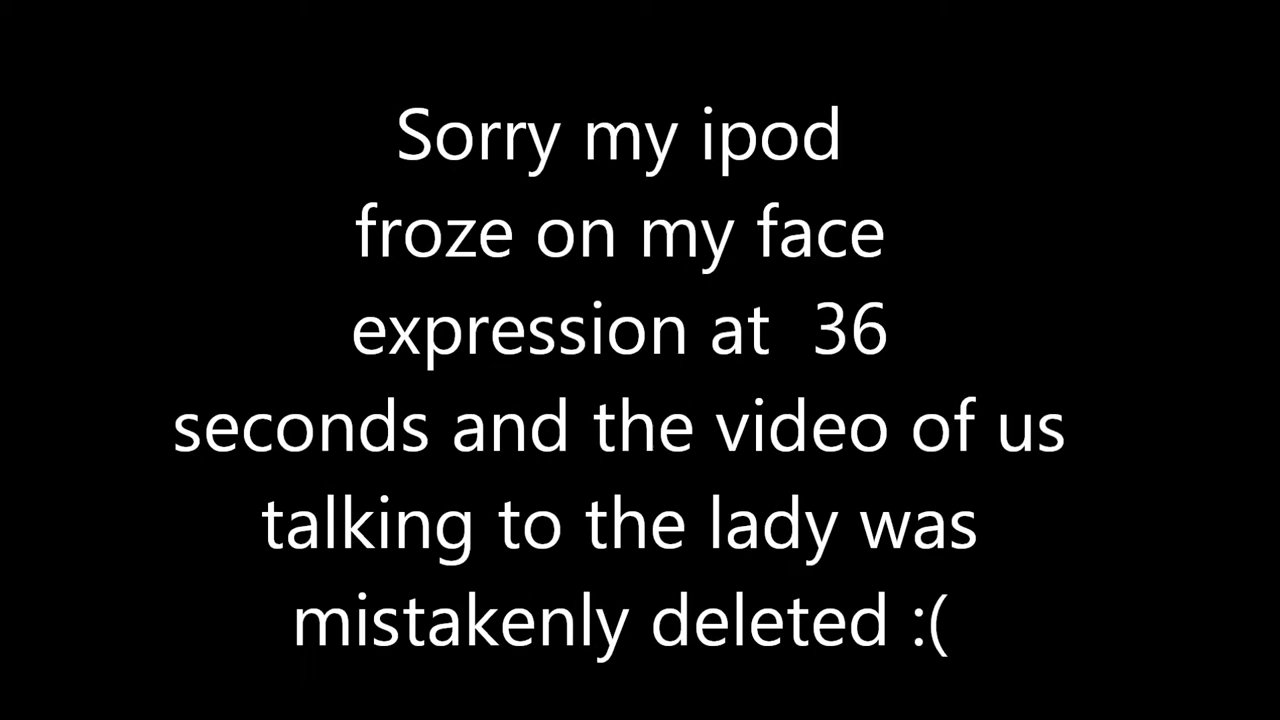 Sorry my ipod
froze on my face
expression at  36
seconds and the video of us
talking to the lady was
mistakenly deleted :(